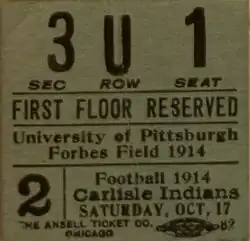 3 U 1
SEC ROW SEAT
FIRST FLOOR RESERVED
University of Pittsburgh
Forbes Field 1914
2
Football 1914
Carlisle Indians
SATURDAY, OCT, 17
THE ANSELL TICKET CO.
CHICAGO